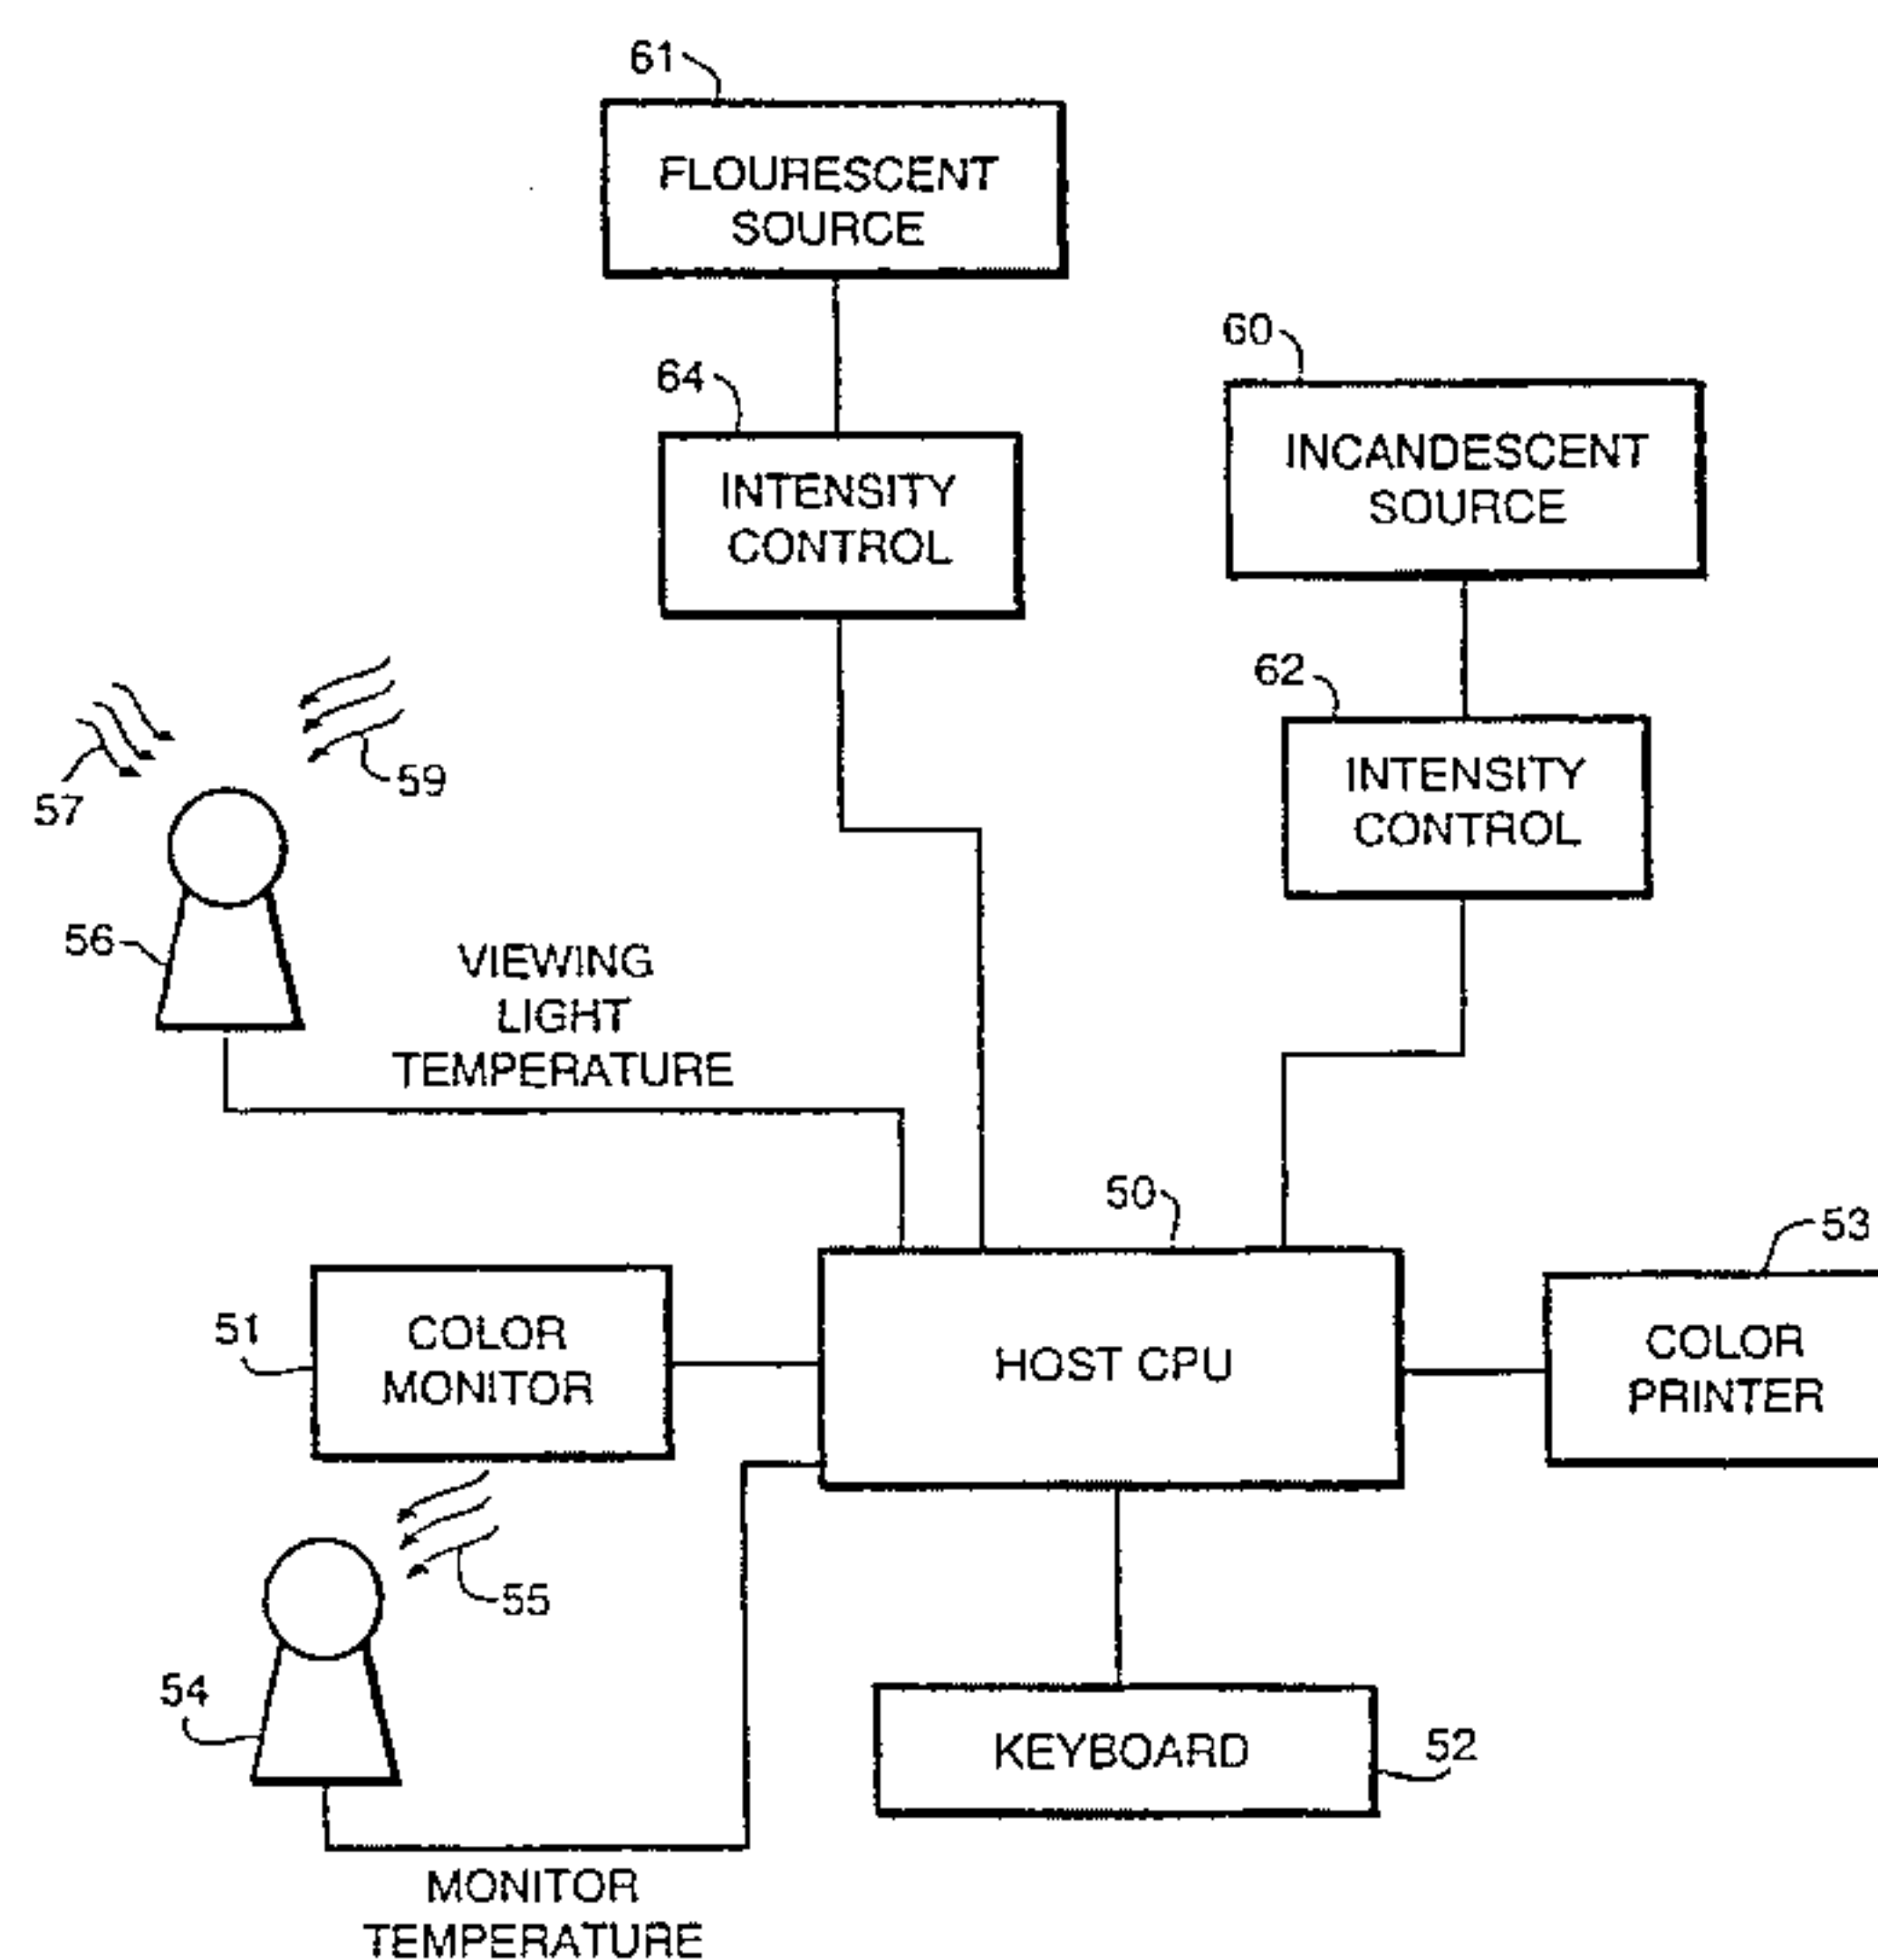 61
FLOURESCENT
SOURCE
60
64
INTENSITY
CONTROL
INCANDESCENT
SOURCE
62
INTENSITY
CONTROL
57
59
56
VIEWING
LIGHT
TEMPERATURE
50
53
51
COLOR
MONITOR
HOST CPU
COLOR
PRINTER
55
54
KEYBOARD
52
MONITOR
TEMPERATURE